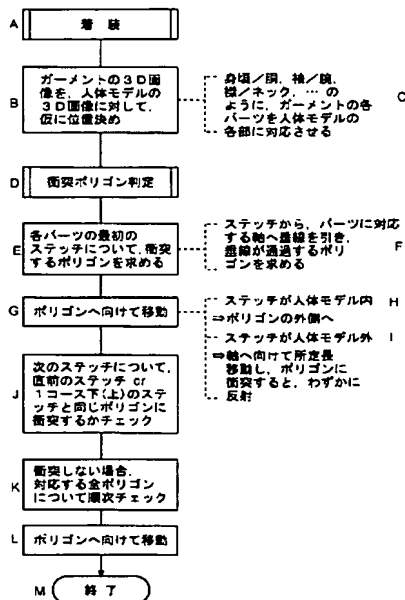 A
着装
B
ガーメントの3D画
像を、人体モデルの
3D画像に対して,
仮に位置決め
C
身頃/胴, 袖/腕,
襟/ネック, … の
ように, ガーメントの各
パーツを人体モデルの
各部に対応させる
D
衝突ポリゴン判定
E
各パーツの最初の
ステッチについて, 衝突
するポリゴンを求める
F
ステッチから, パーツに対応
する軸へ垂線を引き,
垂線が通過するポリ
ゴンを求める
G
ポリゴンへ向けて移動
H
ステッチが人体モデル内
⇒ポリゴンの外側へ
I
ステッチが人体モデル外
⇒軸へ向けて所定長
移動し, ポリゴンに
衝突すると, わずかに
反射
J
次のステッチについて,
直前のステッチ or
1コース下(上)のステ
ッチと同じポリゴンに
衝突するかチェック
K
衝突しない場合,
対応する全ポリゴン
について順次チェック
L
ポリゴンへ向けて移動
M
終了